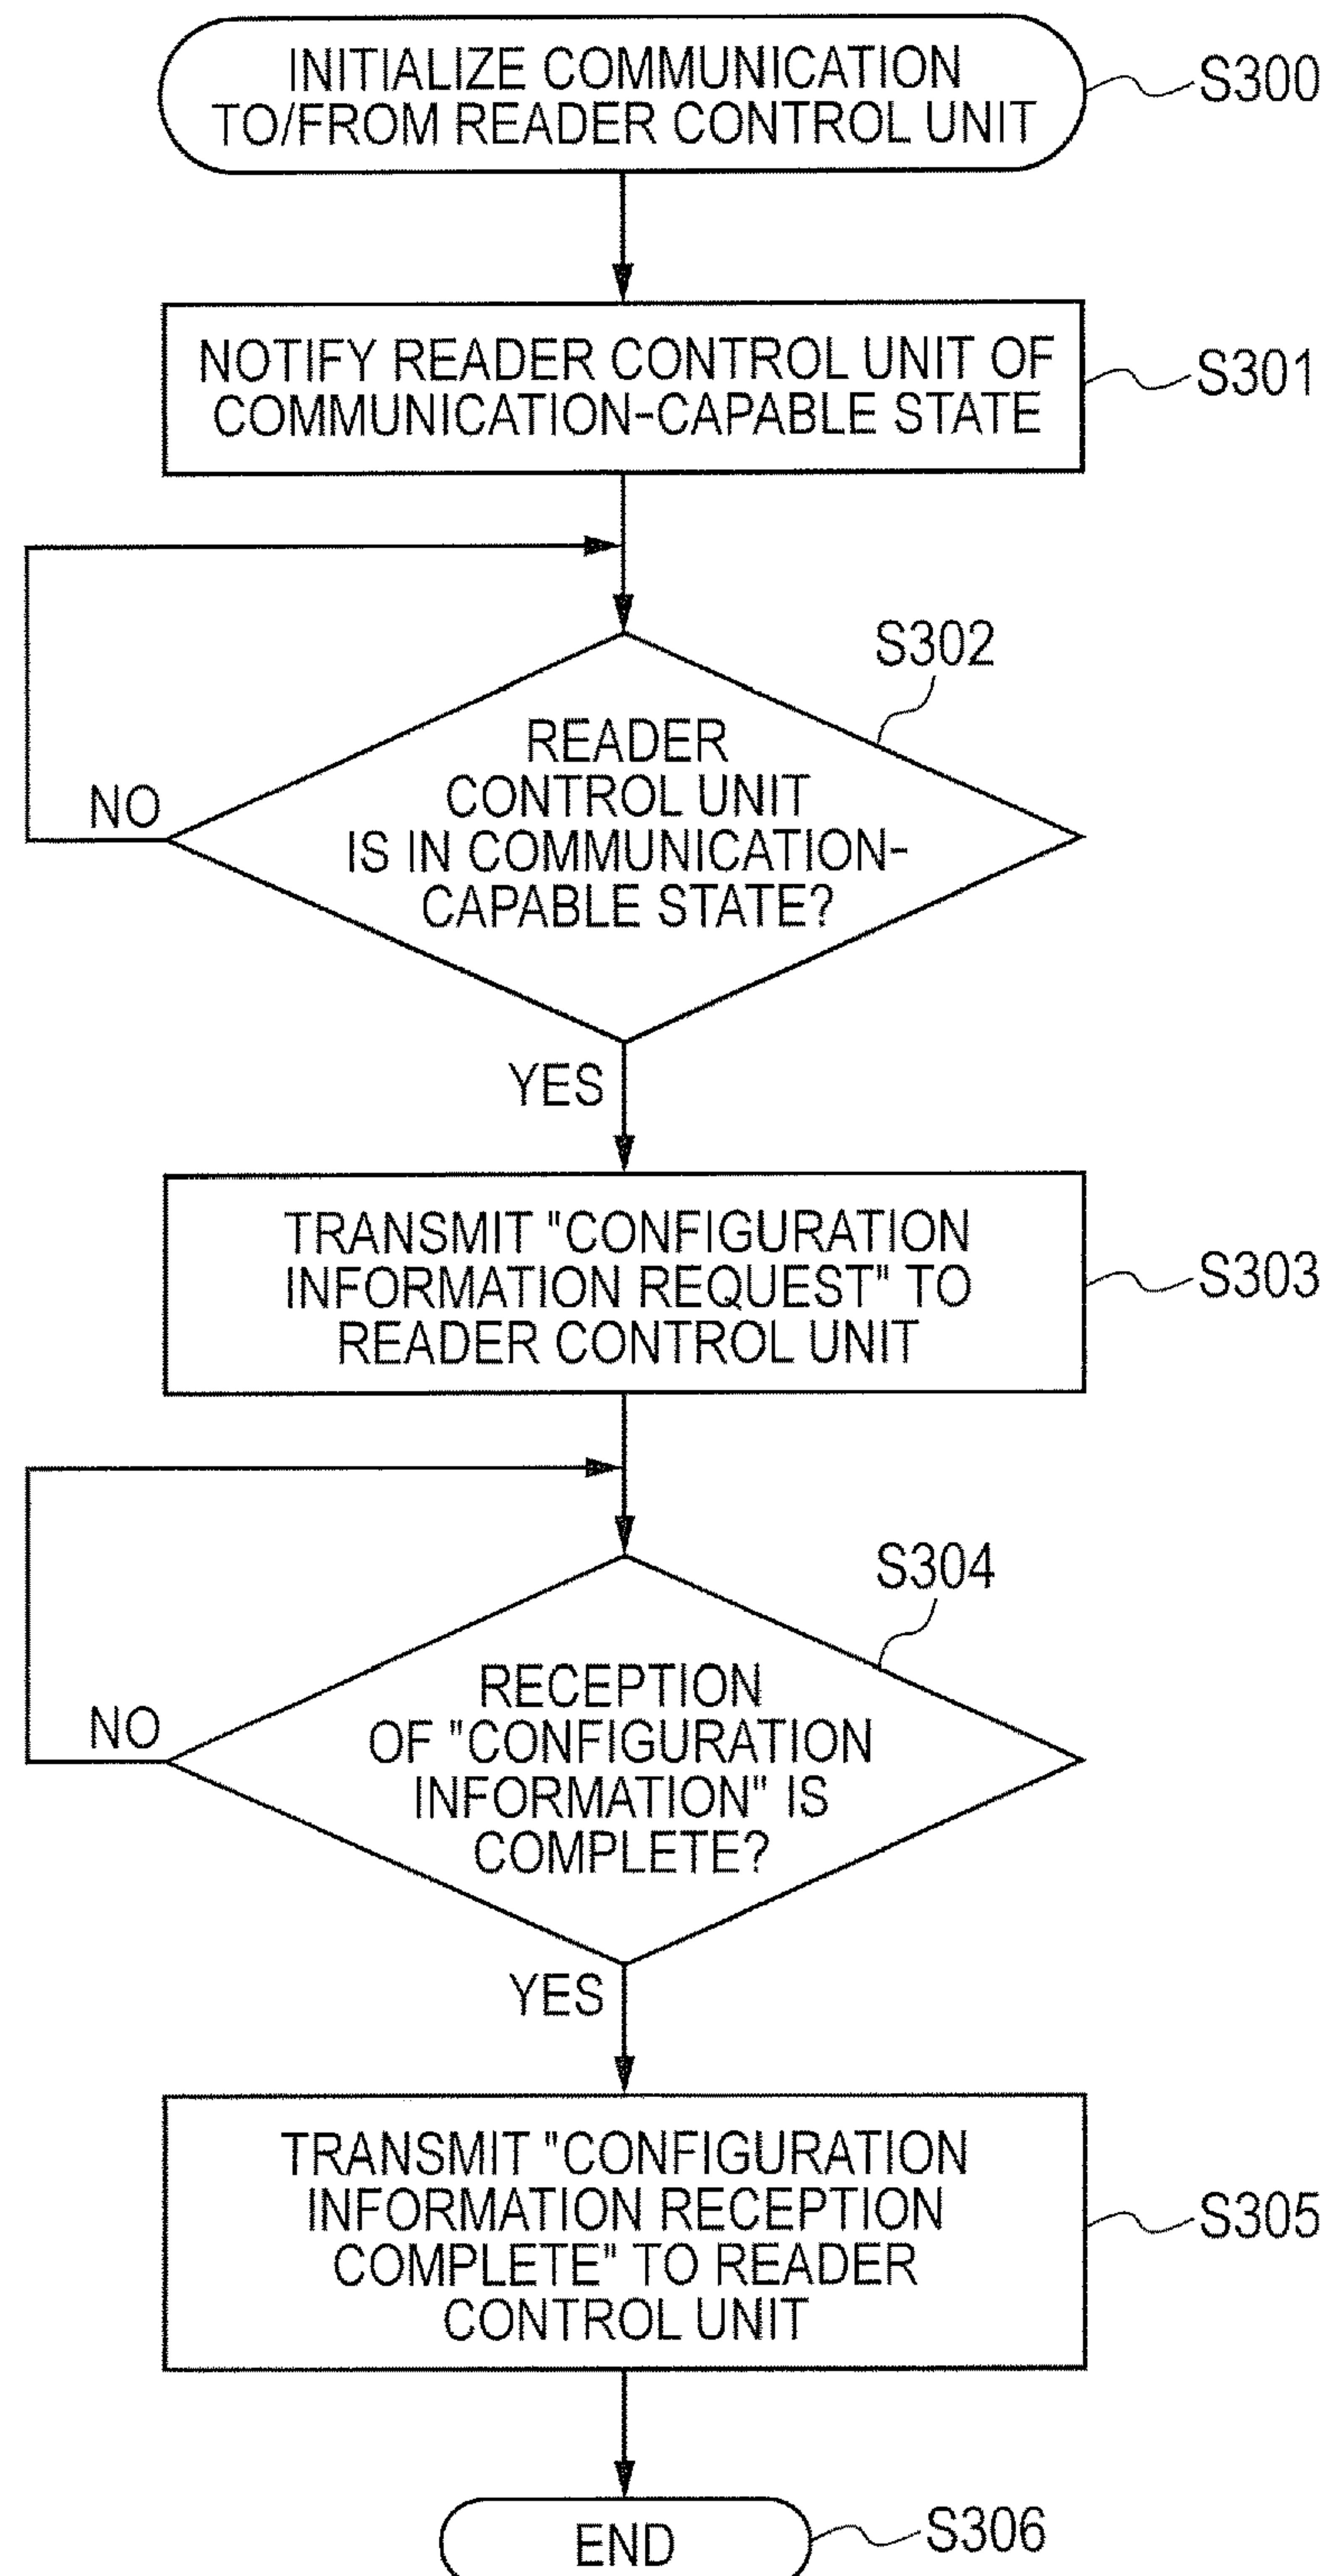 INITIALIZE COMMUNICATION
TO/FROM READER CONTROL UNIT
S300
NOTIFY READER CONTROL UNIT OF
COMMUNICATION-CAPABLE STATE
S301
S302
READER
CONTROL UNIT
IS IN COMMUNICATION-
CAPABLE STATE?
NO
YES
TRANSMIT "CONFIGURATION
INFORMATION REQUEST" TO
READER CONTROL UNIT
S303
S304
RECEPTION
OF "CONFIGURATION
INFORMATION" IS
COMPLETE?
NO
YES
TRANSMIT "CONFIGURATION
INFORMATION RECEPTION
COMPLETE" TO READER
CONTROL UNIT
S305
END
S306